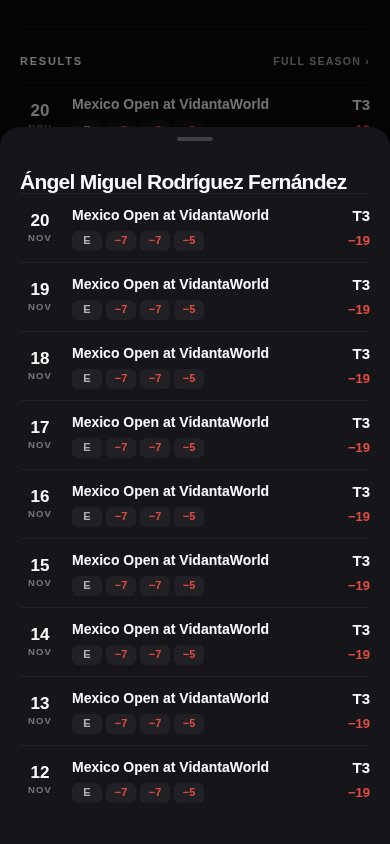 RESULTS FULL SEASON ›
20 Mexico Open at VidantaWorld T3
NOV E −7 −7 −5 −19
Ángel Miguel Rodríguez Fernández
20 Mexico Open at VidantaWorld T3
NOV E −7 −7 −5 −19
19 Mexico Open at VidantaWorld T3
NOV E −7 −7 −5 −19
18 Mexico Open at VidantaWorld T3
NOV E −7 −7 −5 −19
17 Mexico Open at VidantaWorld T3
NOV E −7 −7 −5 −19
16 Mexico Open at VidantaWorld T3
NOV E −7 −7 −5 −19
15 Mexico Open at VidantaWorld T3
NOV E −7 −7 −5 −19
14 Mexico Open at VidantaWorld T3
NOV E −7 −7 −5 −19
13 Mexico Open at VidantaWorld T3
NOV E −7 −7 −5 −19
12 Mexico Open at VidantaWorld T3
NOV E −7 −7 −5 −19